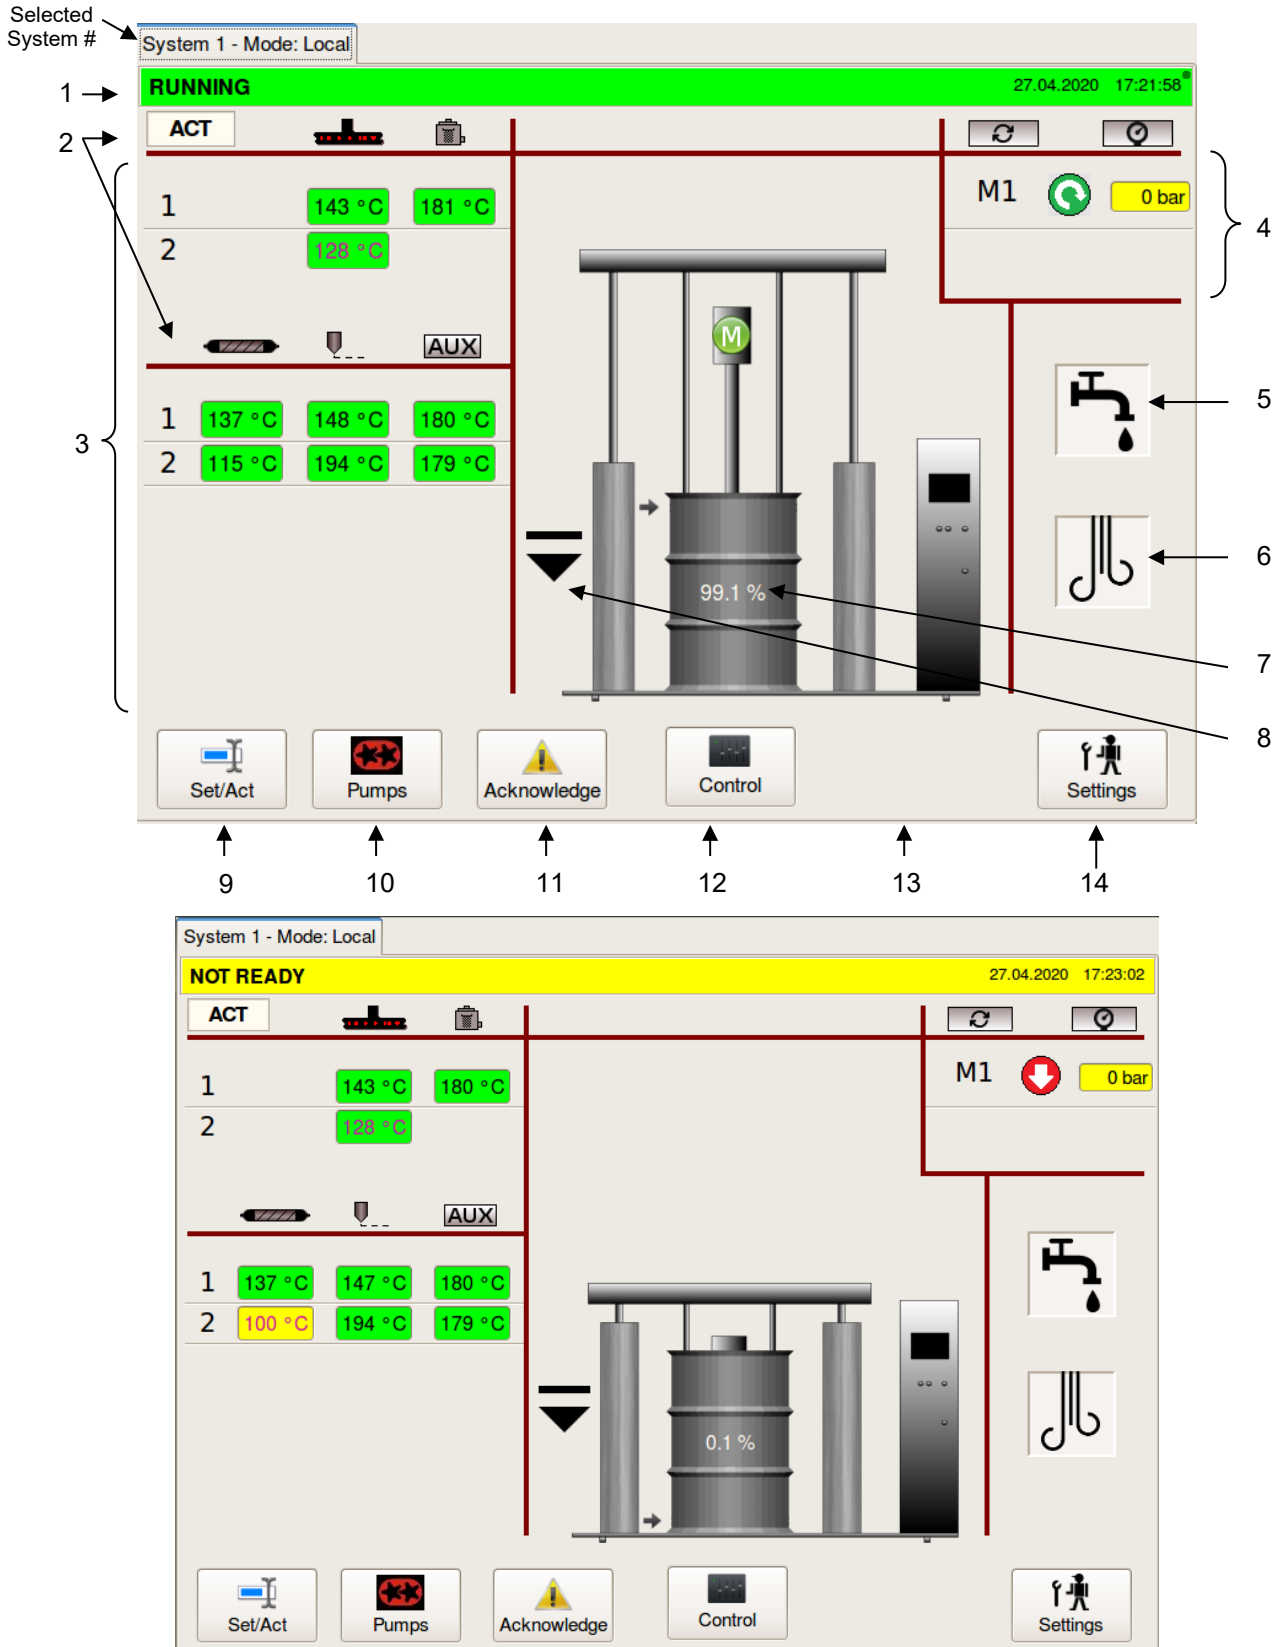 Selected
System #
System 1 - Mode: Local
1
RUNNING 27.04.2020 17:21:58
2
ACT
M1 0 bar
1 143 °C 181 °C
2 128 °C
4
3
AUX
1 137 °C 148 °C 180 °C
2 115 °C 194 °C 179 °C
M
99.1 %
5
6
7
8
Set/Act Pumps Acknowledge Control Settings
9 10 11 12 13 14
System 1 - Mode: Local
NOT READY 27.04.2020 17:23:02
ACT
M1 0 bar
1 143 °C 180 °C
2 128 °C
AUX
1 137 °C 147 °C 180 °C
2 100 °C 194 °C 179 °C
0.1 %
Set/Act Pumps Acknowledge Control Settings